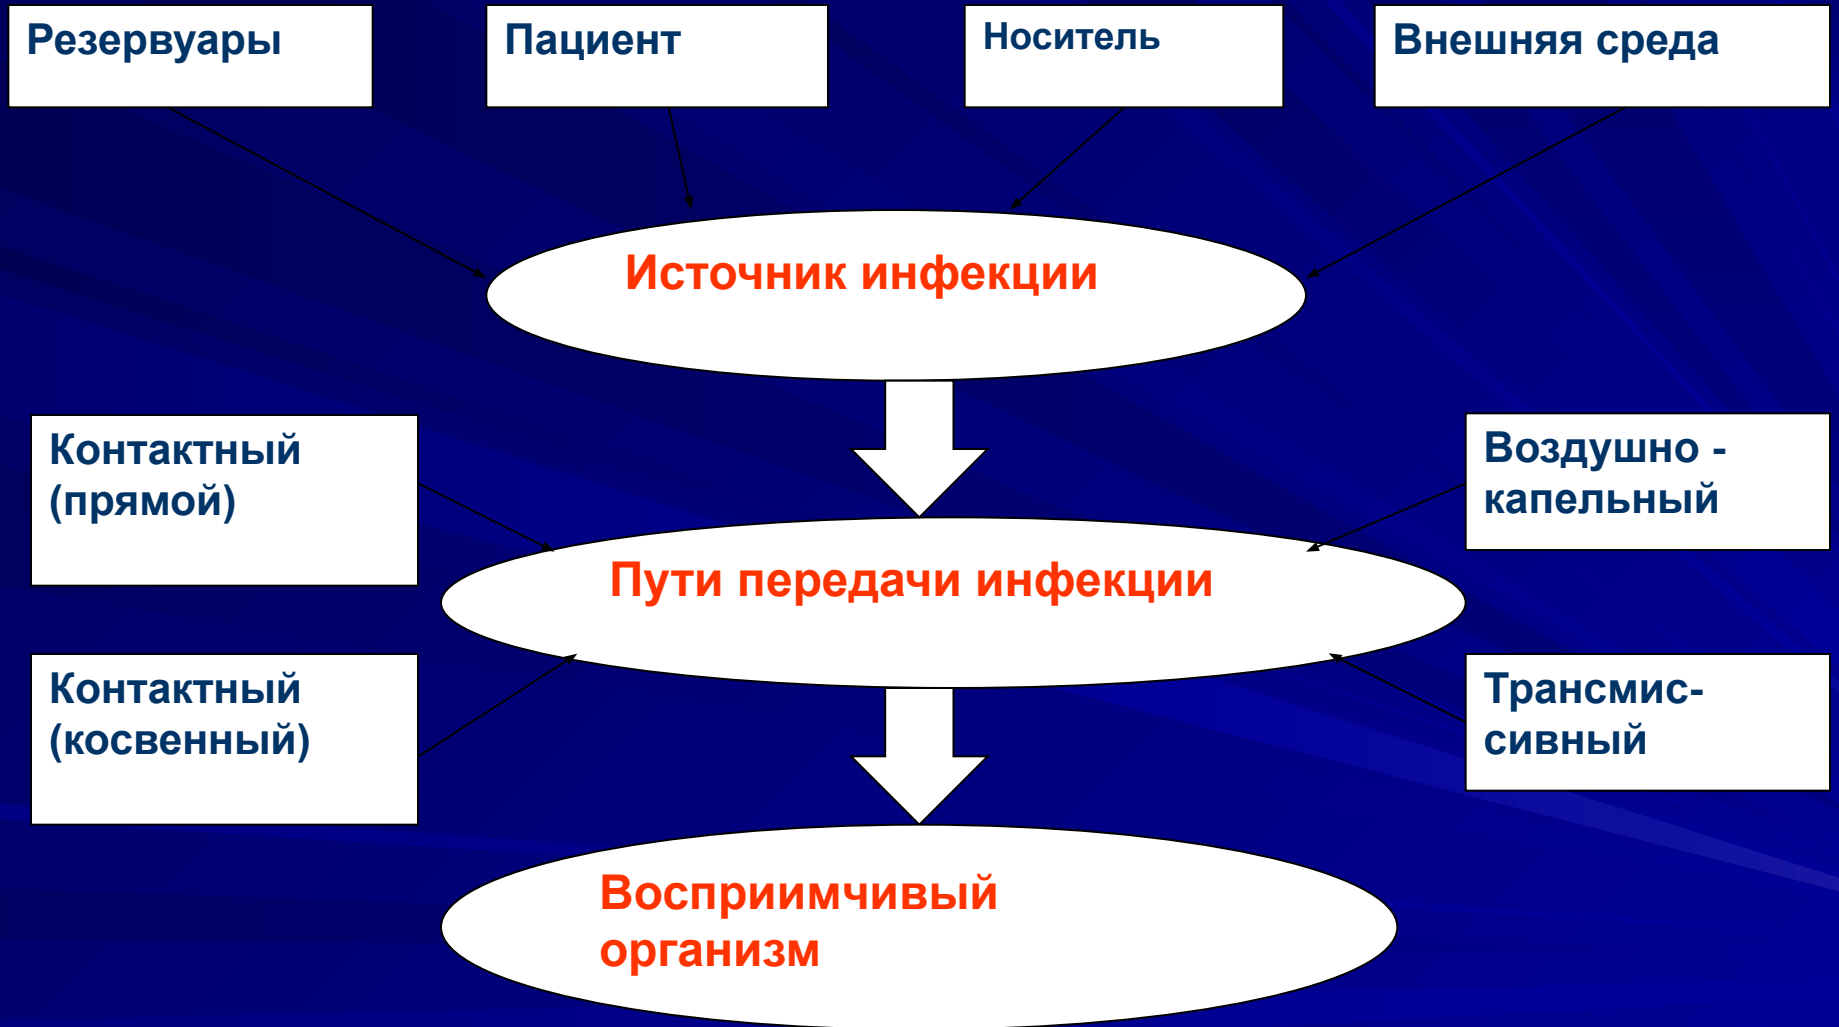 Резервуары
Пациент
Носитель
Внешняя среда
Источник инфекции
Контактный
(прямой)
Воздушно -
капельный
Пути передачи инфекции
Контактный
(косвенный)
Трансмис-
сивный
Восприимчивый
организм